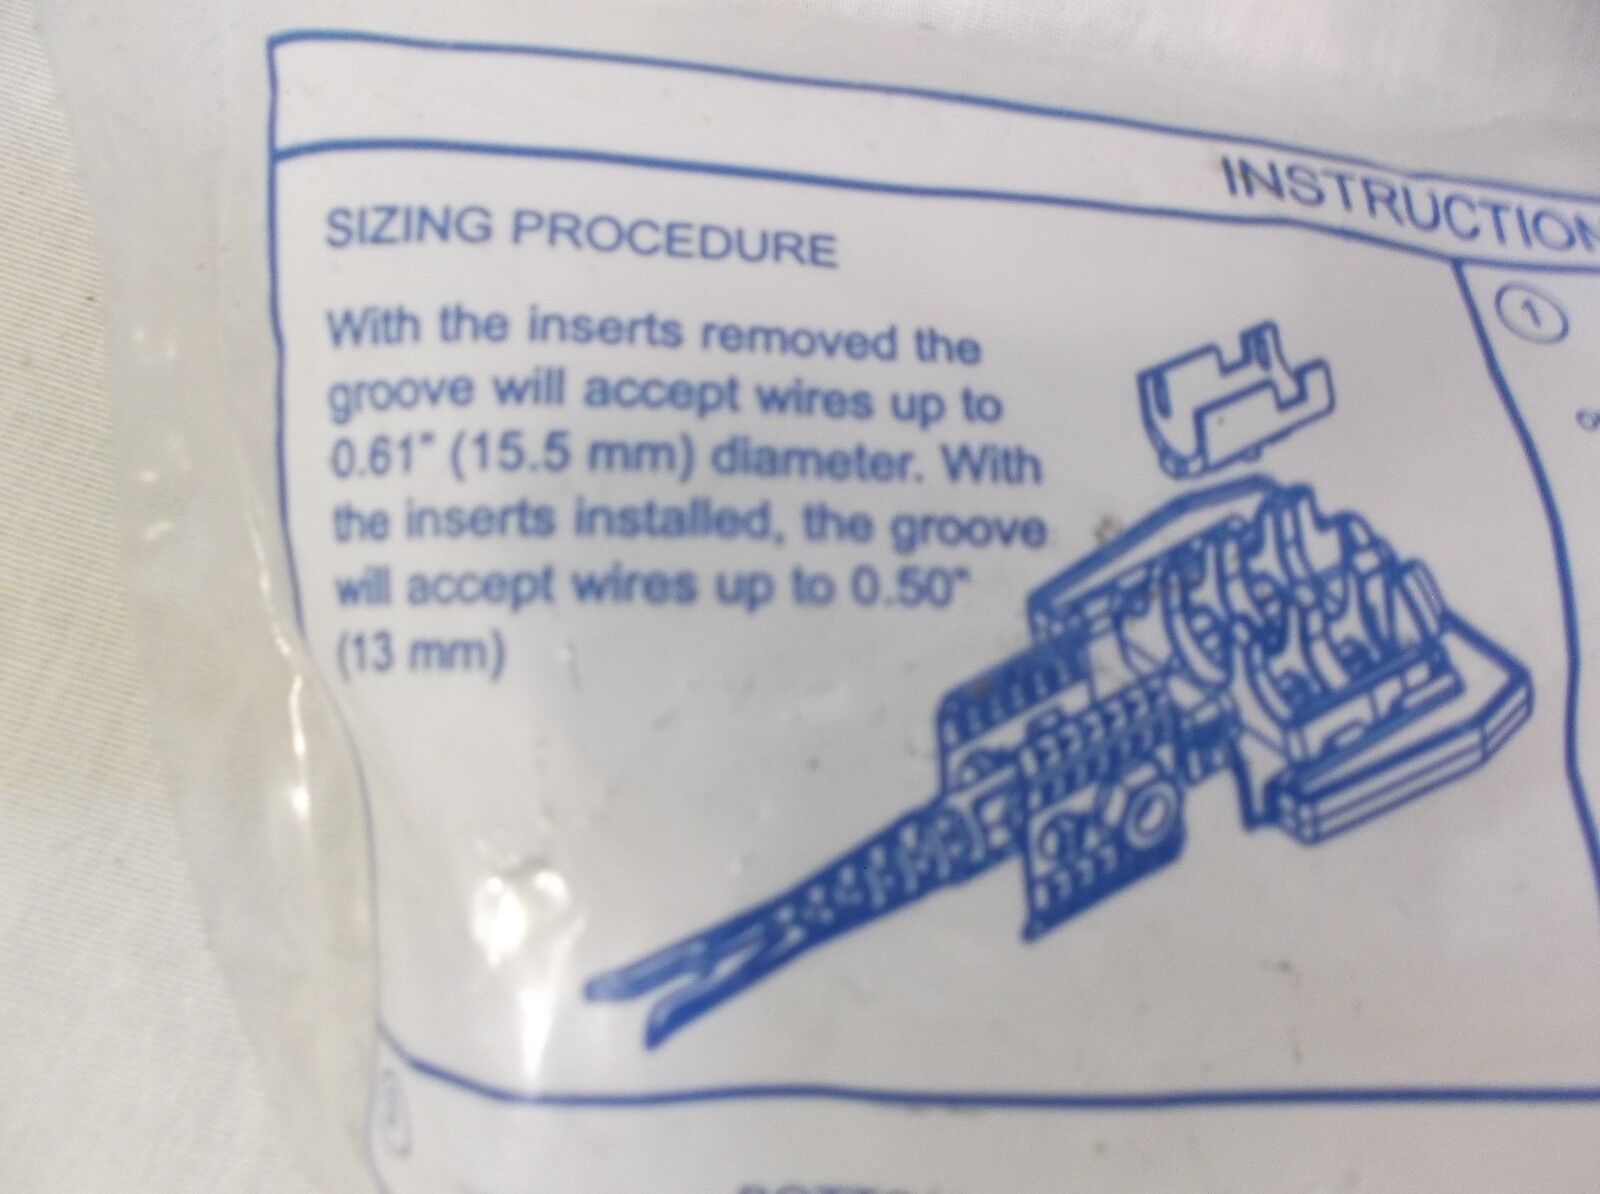 INSTRUCTION
SIZING PROCEDURE
With the inserts removed the
groove will accept wires up to
0.61" (15.5 mm) diameter. With
the inserts installed, the groove
will accept wires up to 0.50"
(13 mm)
1